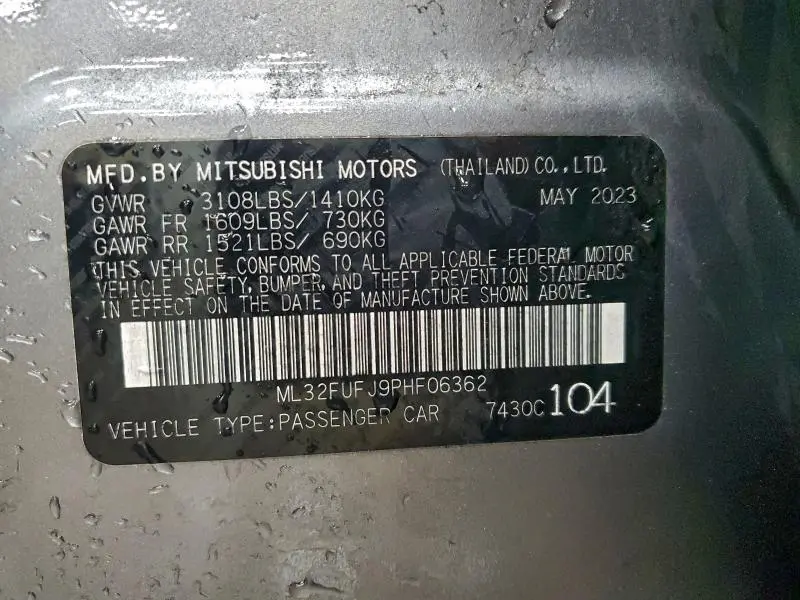 MFD.BY MITSUBISHI MOTORS (THAILAND) CO.,LTD.
GVWR 3108LBS/1410KG MAY 2023
GAWR FR 1609LBS/ 730KG
GAWR RR 1521LBS/ 690KG
THIS VEHICLE CONFORMS TO ALL APPLICABLE FEDERAL MOTOR
VEHICLE SAFETY, BUMPER, AND THEFT PREVENTION STANDARDS
IN EFFECT ON THE DATE OF MANUFACTURE SHOWN ABOVE.
ML32FUFJ9PHF06362
VEHICLE TYPE:PASSENGER CAR 7430C 104